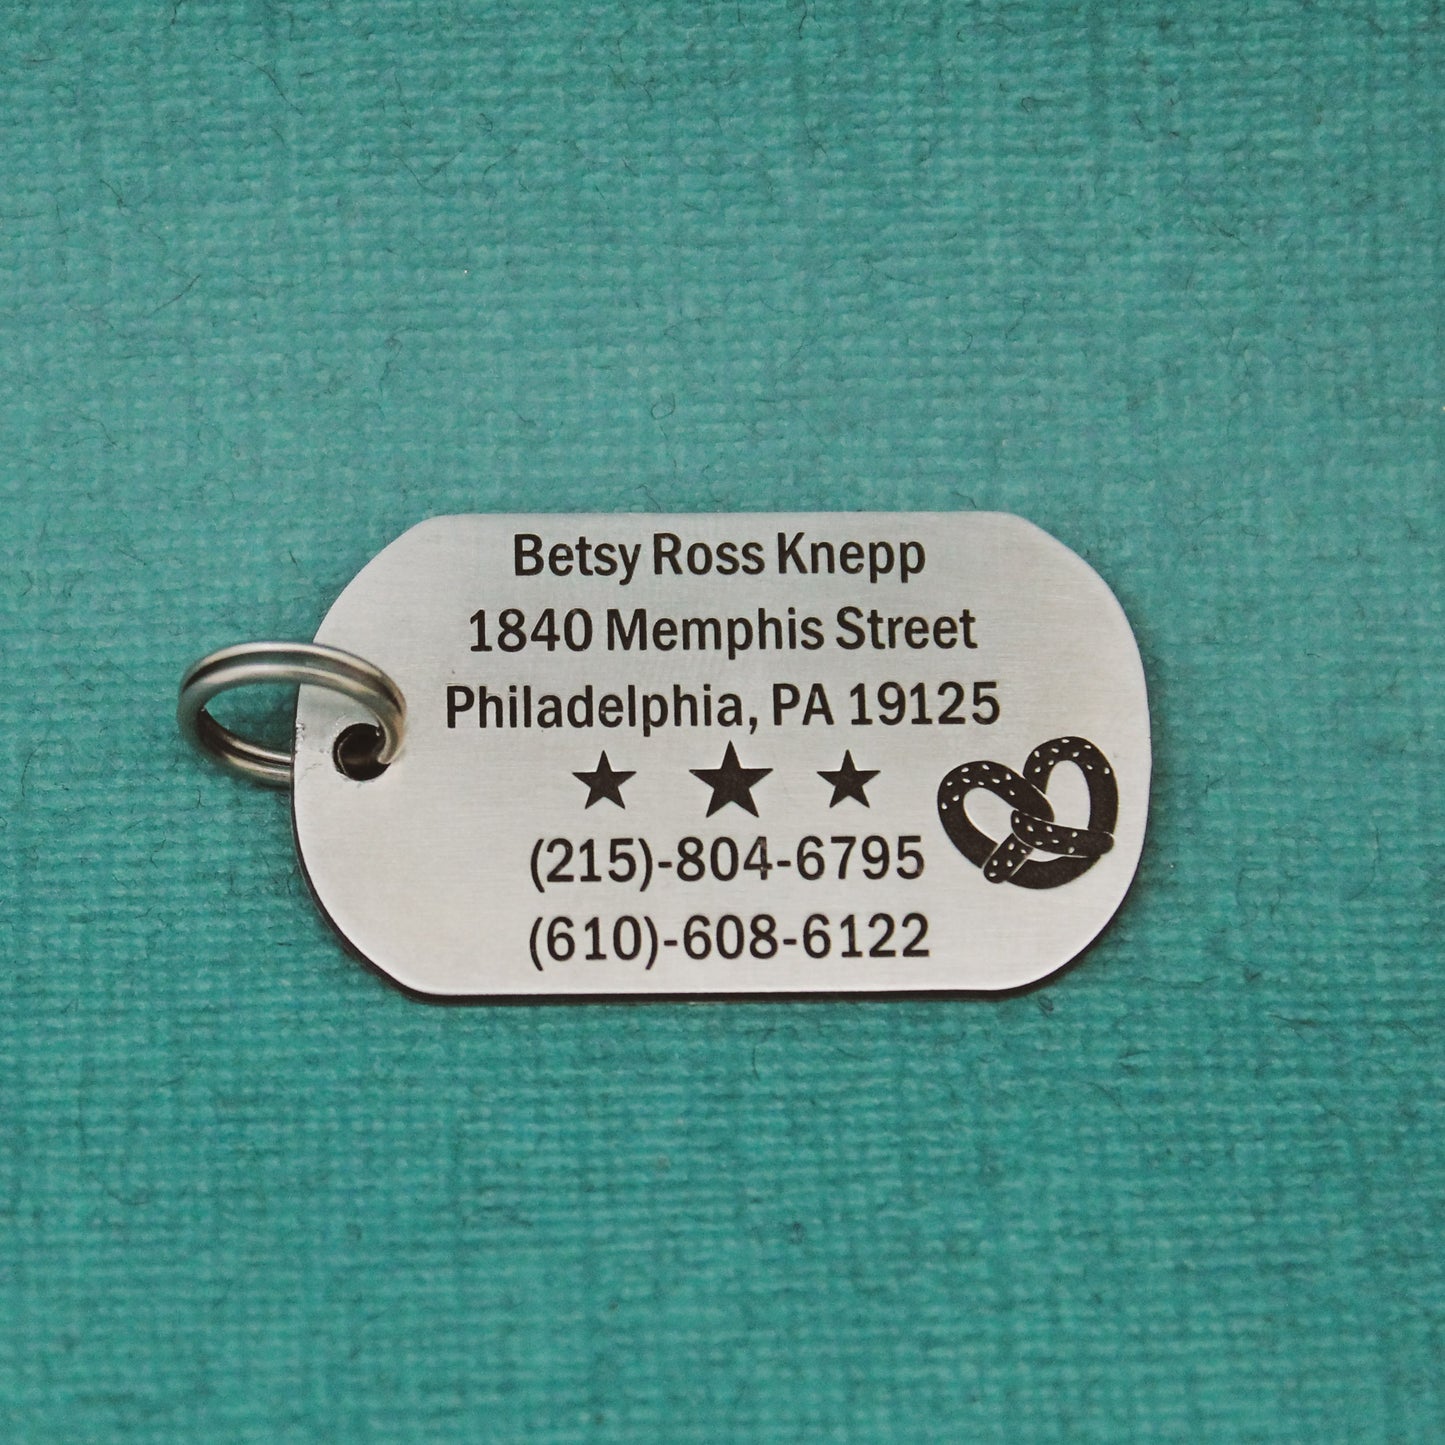 Betsy Ross Knepp
1840 Memphis Street
Philadelphia, PA 19125
(215)-804-6795
(610)-608-6122